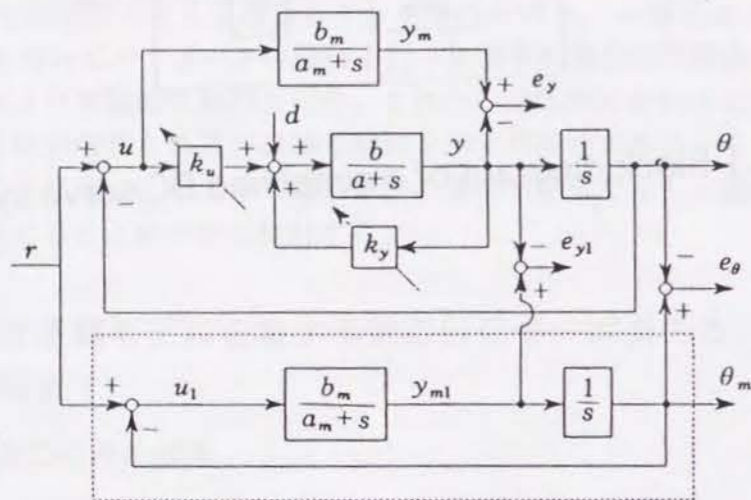 b_m
a_m+s
y_m
+
e_y
−
d
u
+
+
+
k_u
+
+
b
a+s
y
1
s
θ
−
k_y
−
e_y1
+
−
e_θ
+
r
+
u_1
−
b_m
a_m+s
y_m1
1
s
θ_m